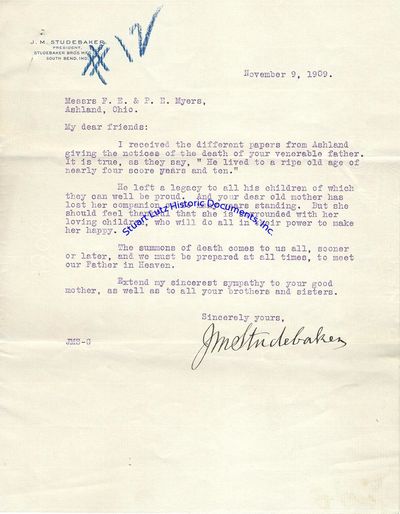 J. M. STUDEBAKER
PRESIDENT,
STUDEBAKER BROS MFG
SOUTH BEND, IND.
# 12
November 9, 1909.
Messrs F. E. & P. E. Myers,
Ashland, Ohio.
My dear friends:
I received the different papers from Ashland
giving the notices of the death of your venerable father.
It is true, as they say, " He lived to a ripe old age of
nearly four score years and ten."
He left a legacy to all his children of which
they can well be proud. And your dear old mother has
lost her companion of many years standing. But she
should feel thankful that she is surrounded with her
loving children, who will do all in their power to make
her happy.
Stuart Lutz Historic Documents, Inc.
The summons of death comes to us all, sooner
or later, and we must be prepared at all times, to meet
our Father in Heaven.
Extend my sincerest sympathy to your good
mother, as well as to all your brothers and sisters.
Sincerely yours,
JMS-G
JMStudebaker